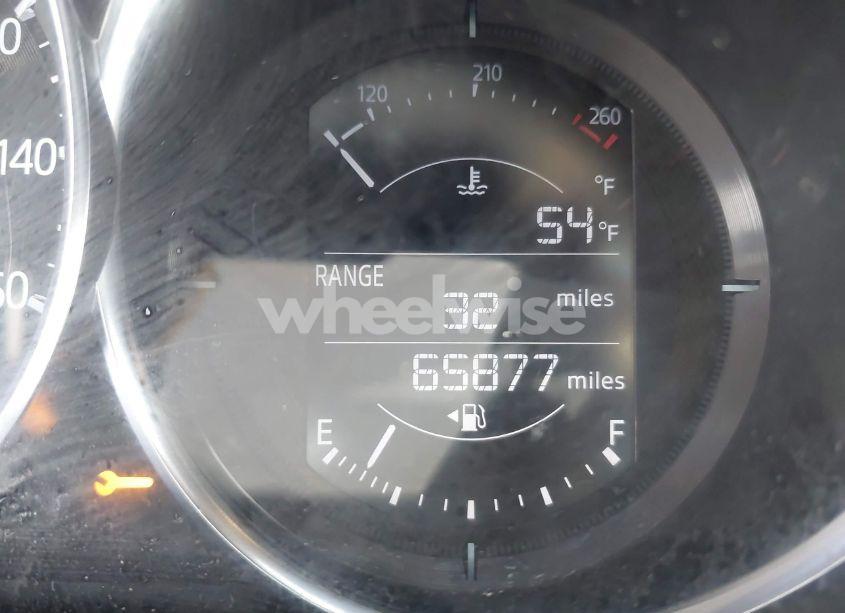 210
120
260
140
°F
54°F
RANGE
miles
wheelwise
65877 miles
E
F